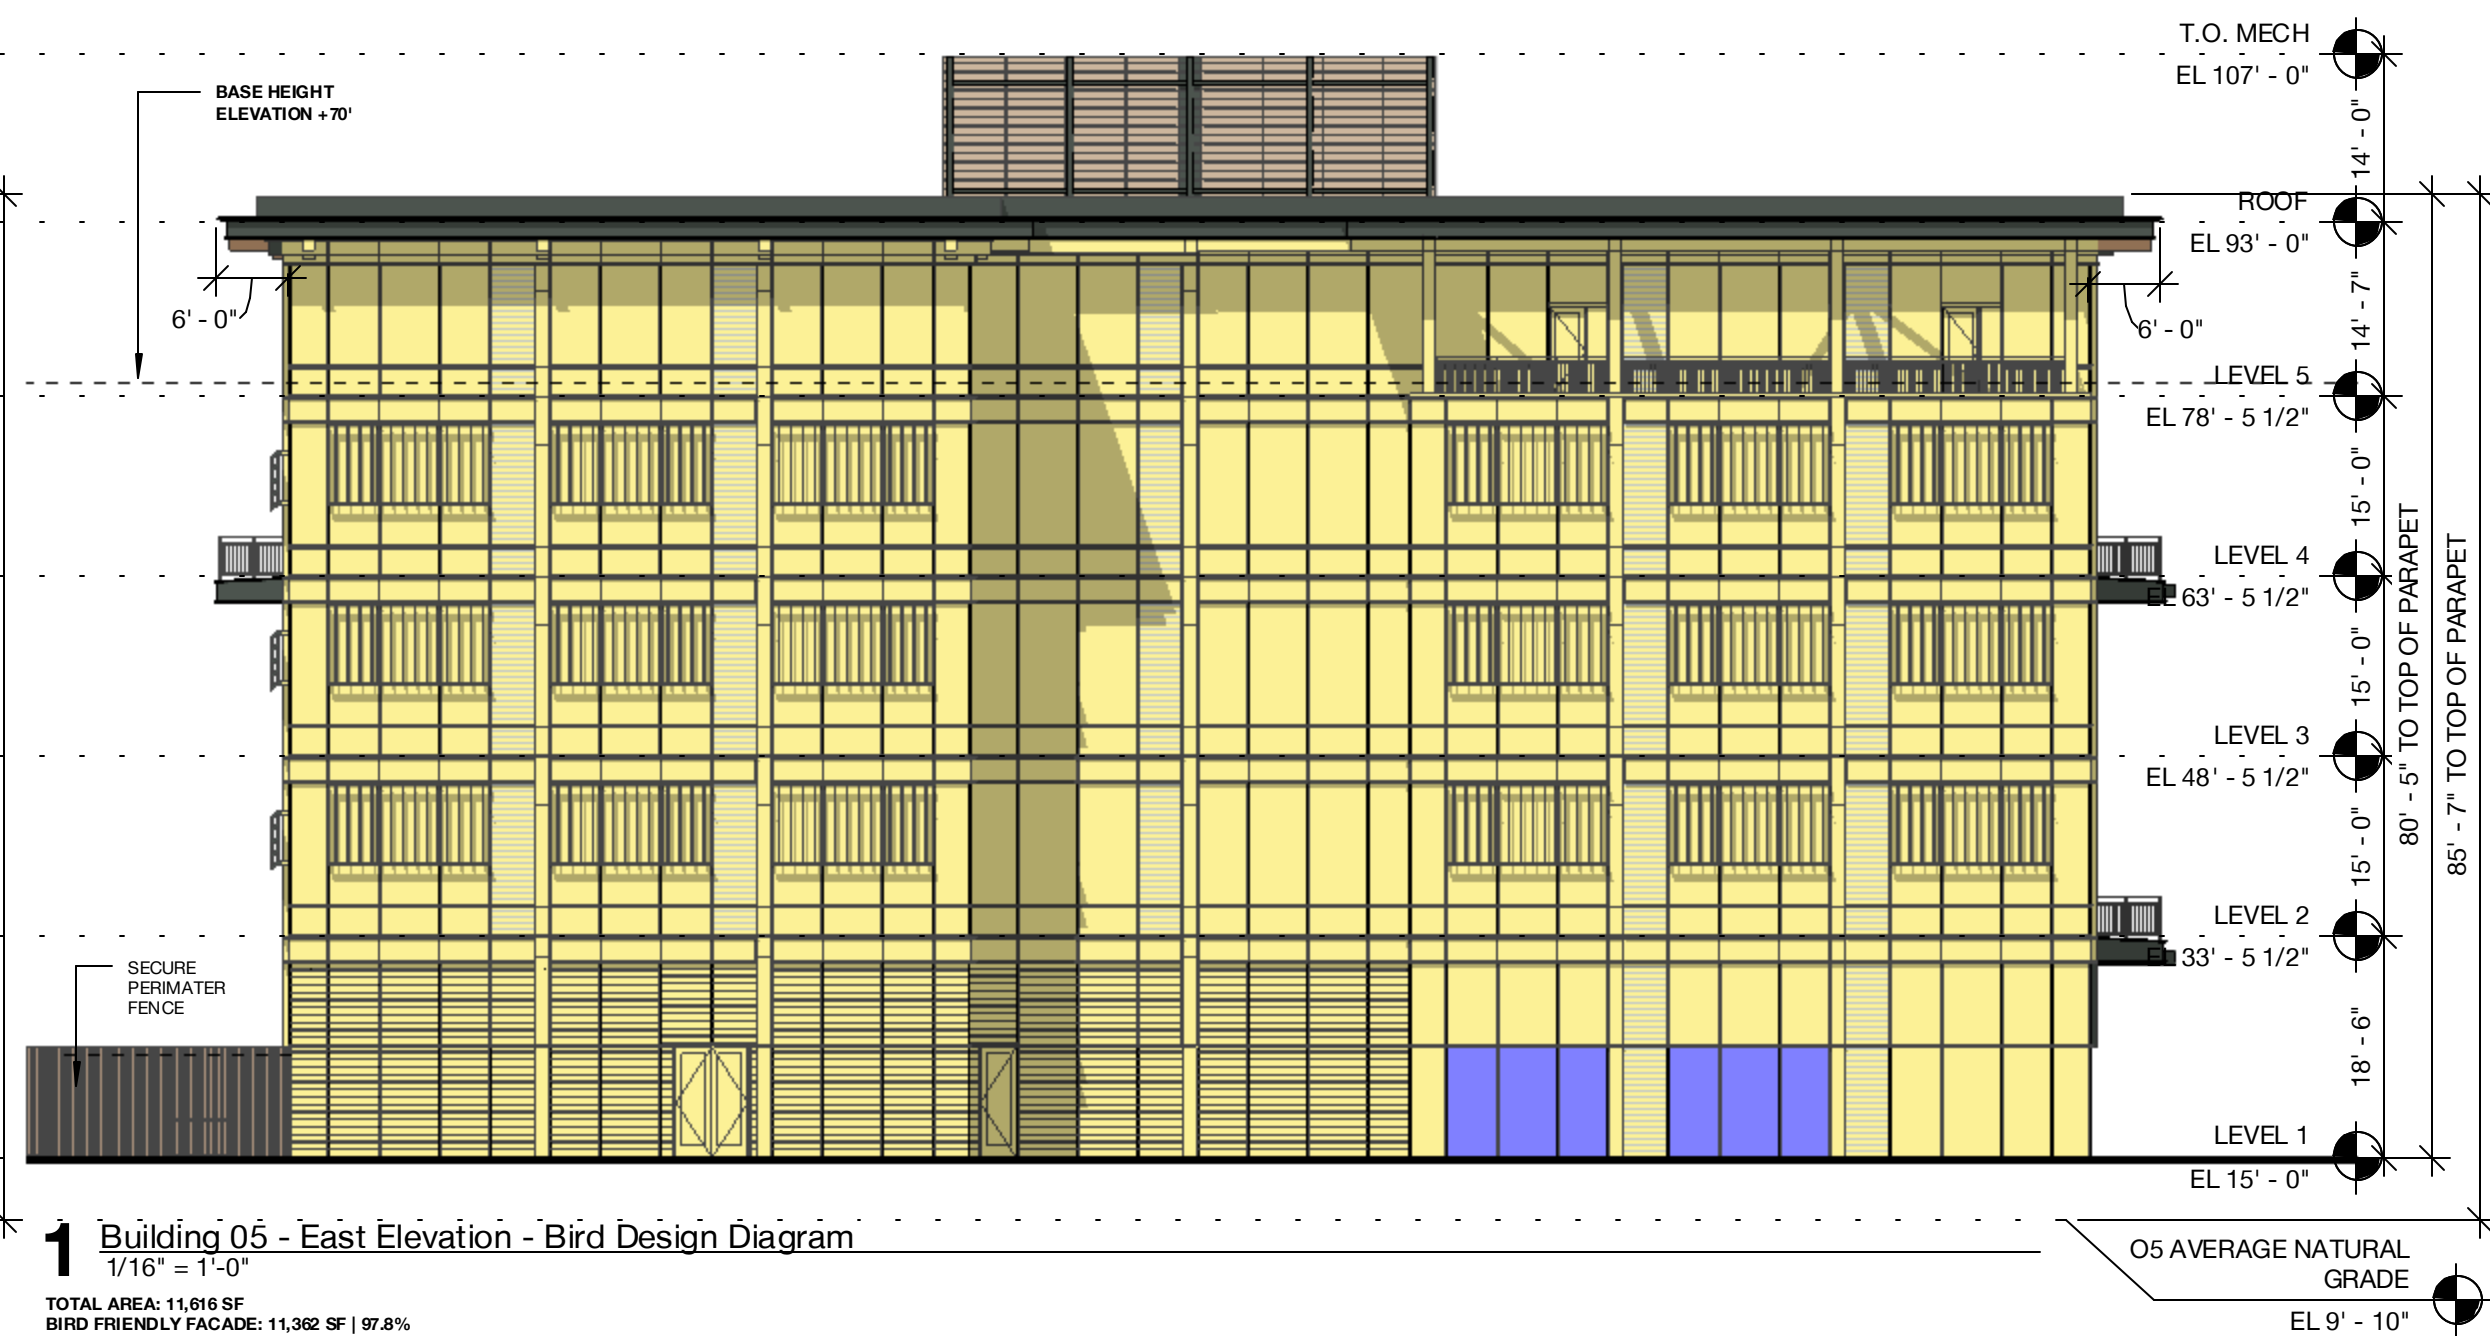 T.O. MECH
EL 107' - 0"
14' - 0"
BASE HEIGHT
ELEVATION +70'
ROOF
EL 93' - 0"
6' - 0"
6' - 0"
14' - 7"
LEVEL 5
EL 78' - 5 1/2"
15' - 0"
LEVEL 4
EL 63' - 5 1/2"
15' - 0"
80' - 5" TO TOP OF PARAPET
85' - 7" TO TOP OF PARAPET
LEVEL 3
EL 48' - 5 1/2"
15' - 0"
LEVEL 2
EL 33' - 5 1/2"
SECURE
PERIMATER
FENCE
18' - 6"
LEVEL 1
EL 15' - 0"
1 Building 05 - East Elevation - Bird Design Diagram
1/16" = 1'-0"
TOTAL AREA: 11,616 SF
BIRD FRIENDLY FACADE: 11,362 SF | 97.8%
O5 AVERAGE NATURAL
GRADE
EL 9' - 10"